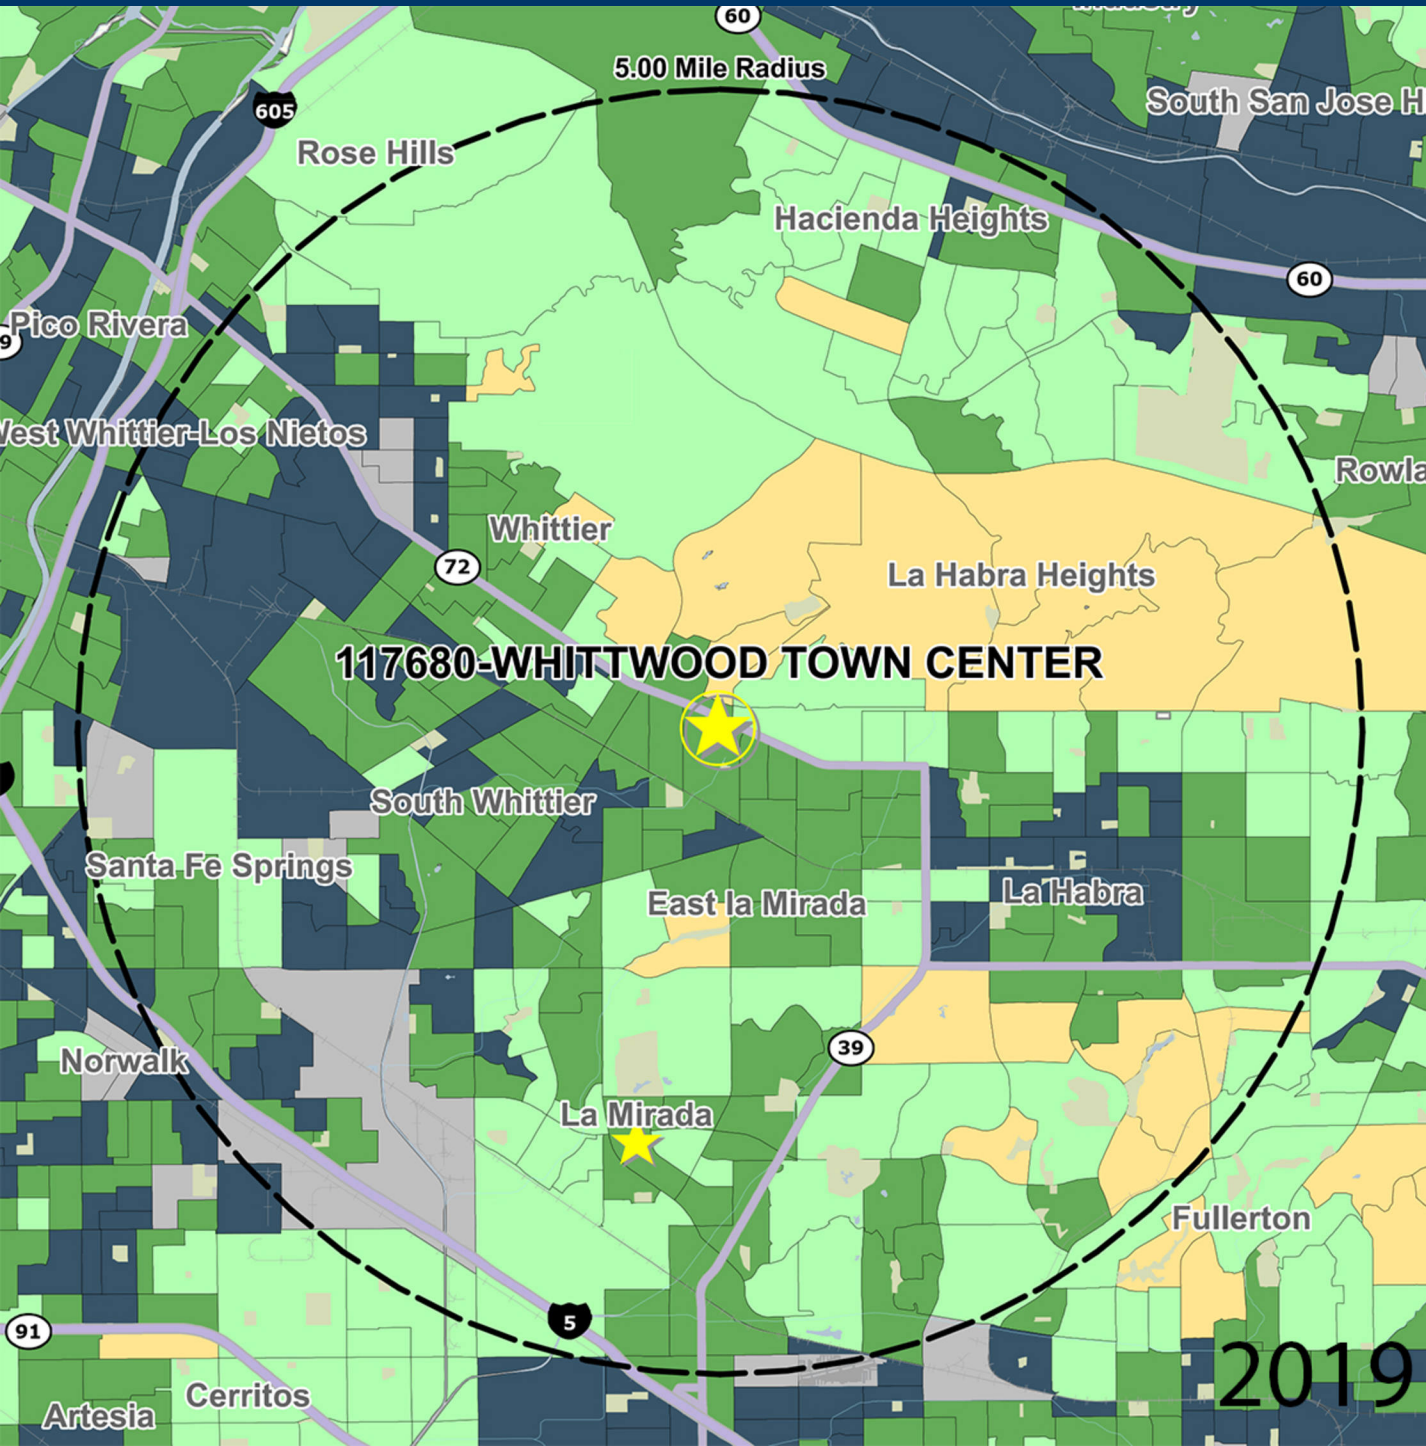 60
5.00 Mile Radius
South San Jose H
605
Rose Hills
Hacienda Heights
60
Pico Rivera
9
West Whittier-Los Nietos
Rowla
Whittier
72
La Habra Heights
117680-WHITTWOOD TOWN CENTER
South Whittier
Santa Fe Springs
La Habra
East la Mirada
39
Norwalk
La Mirada
Fullerton
5
91
2019
Cerritos
Artesia